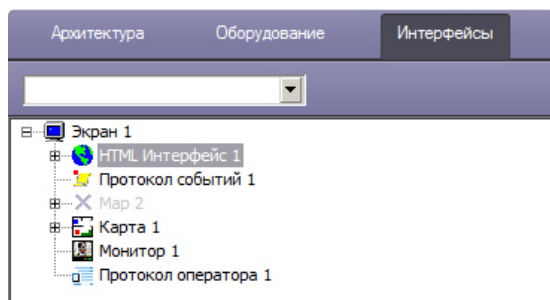 Архитектура Оборудование Интерфейсы
Экран 1
HTML Интерфейс 1
Протокол событий 1
Map 2
Карта 1
Монитор 1
Протокол оператора 1